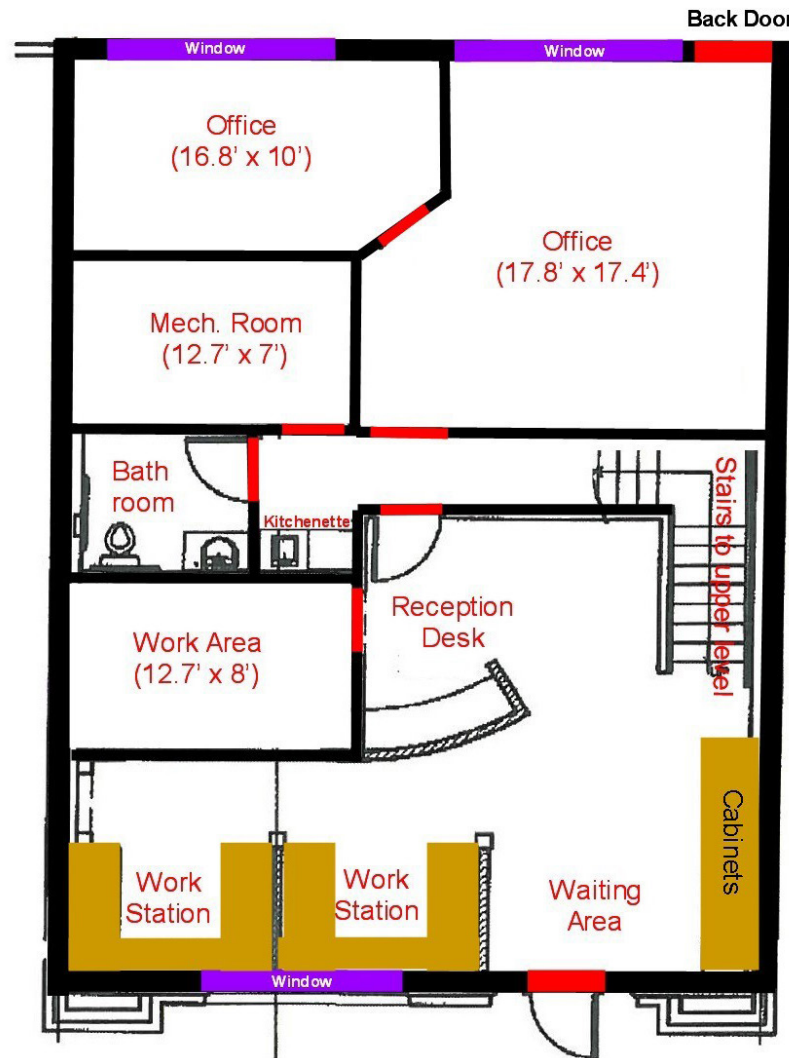 Back Door
Window
Window
Office
(16.8' x 10')
Office
(17.8' x 17.4')
Mech. Room
(12.7' x 7')
Bath
room
Kitchenette
Stairs to upper level
Reception
Desk
Work Area
(12.7' x 8')
Cabinets
Work
Station
Work
Station
Waiting
Area
Window